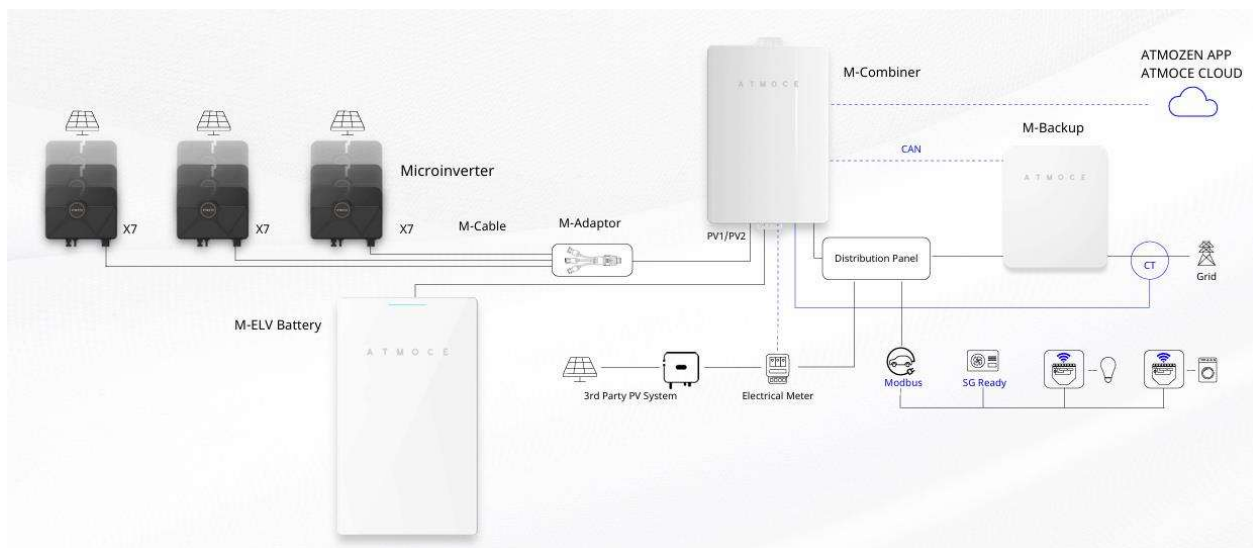 ATMOCE
M-Combiner
ATMOZEN APP
ATMOCE CLOUD
M-Backup
CAN
ATMOCE
Microinverter
X7
X7
X7
M-Cable
M-Adaptor
PV1/PV2
Distribution Panel
CT
Grid
M-ELV Battery
ATMOCE
3rd Party PV System
Electrical Meter
Modbus
SG Ready